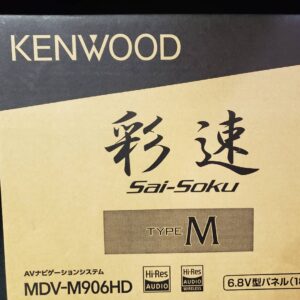 KENWOOD
彩速
Sai-Soku
TYPE M
AVナビゲーションシステム
MDV-M906HD
Hi-Res
AUDIO
Hi-Res
AUDIO
WIRELESS
6.8V型パネル